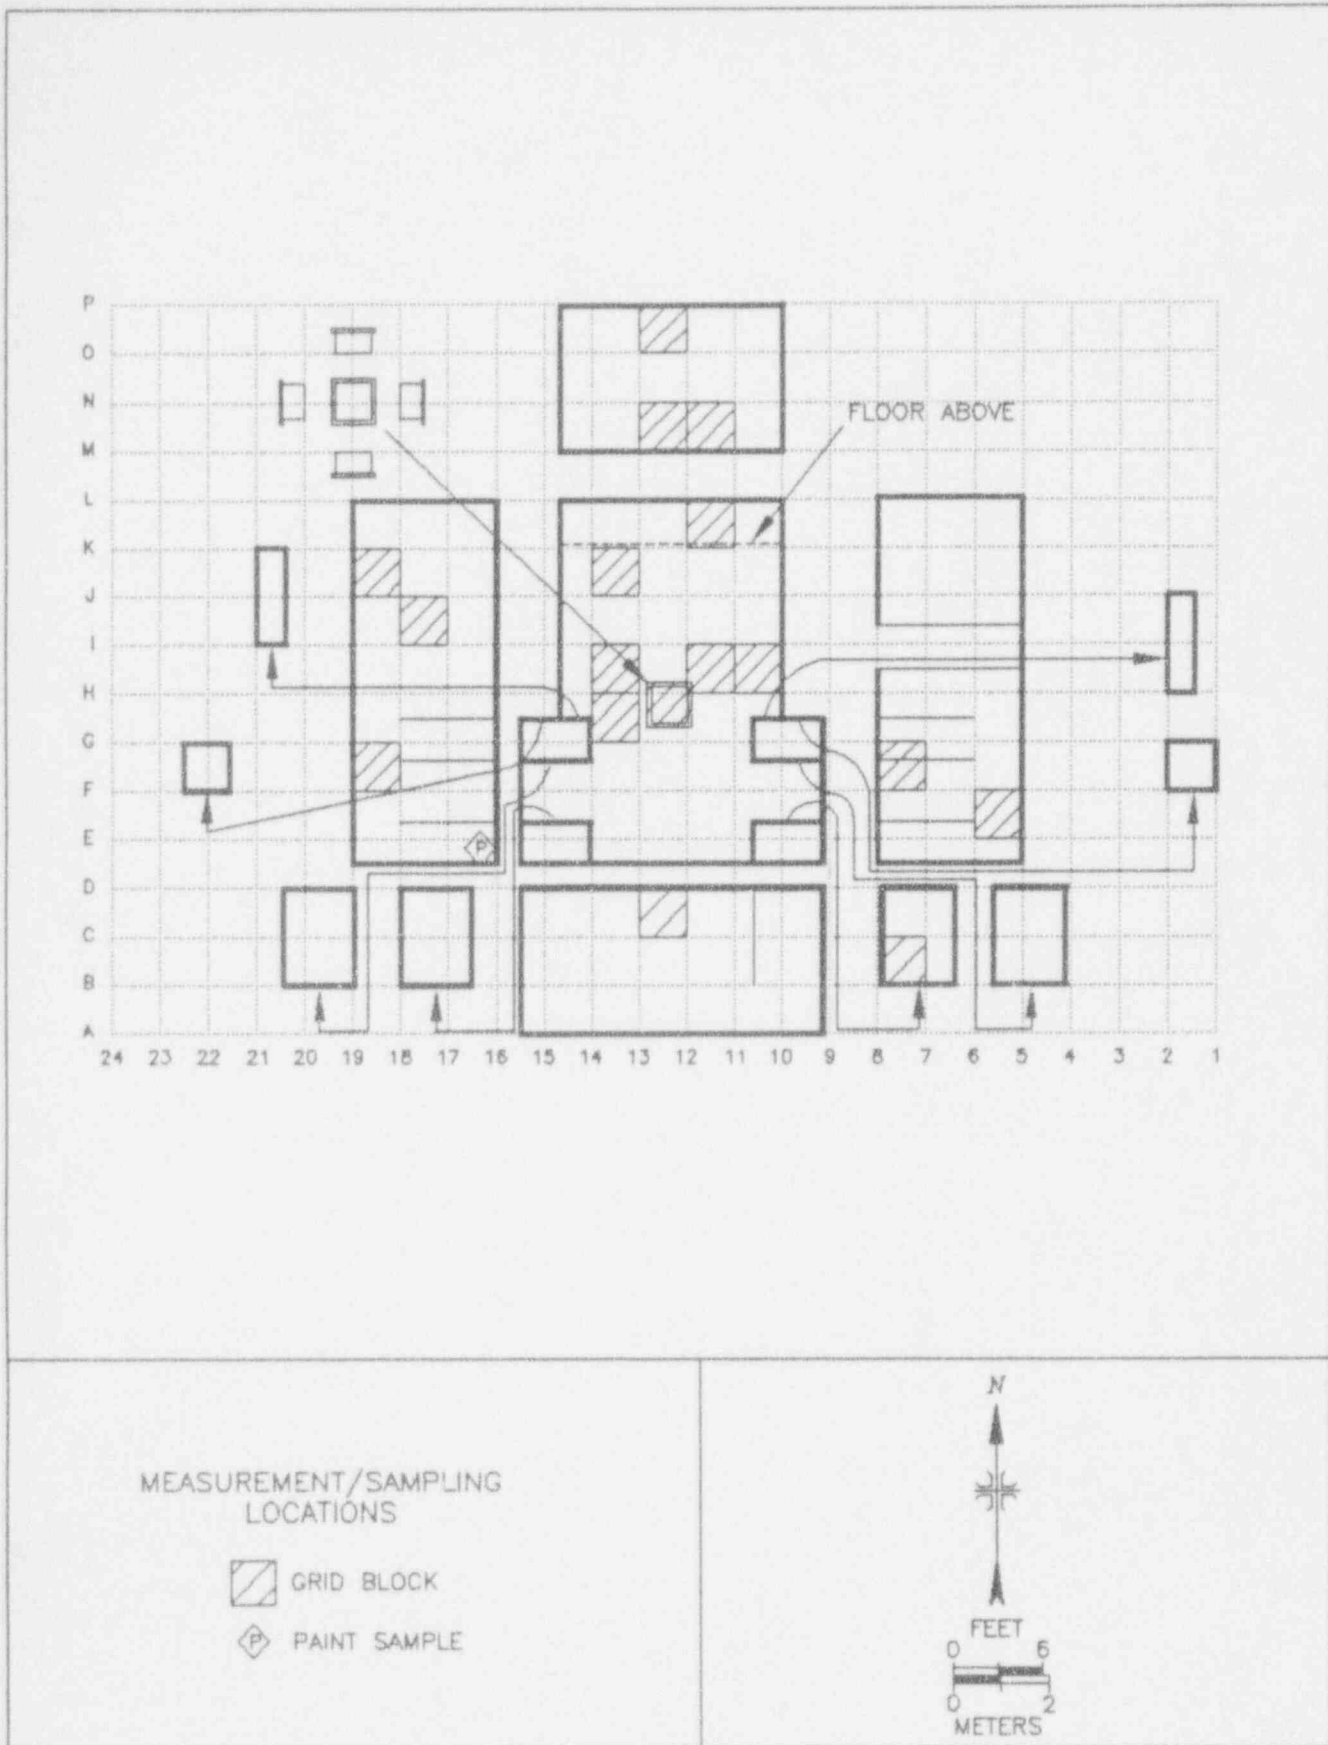 P
O
N
FLOOR ABOVE
M
L
K
J
I
H
G
F
E
P
D
C
B
A
24 23 22 21 20 19 18 17 16 15 14 13 12 11 10 9 8 7 6 5 4 3 2 1
MEASUREMENT/SAMPLING
LOCATIONS
GRID BLOCK
P PAINT SAMPLE
N
FEET
0 6
0 2
METERS